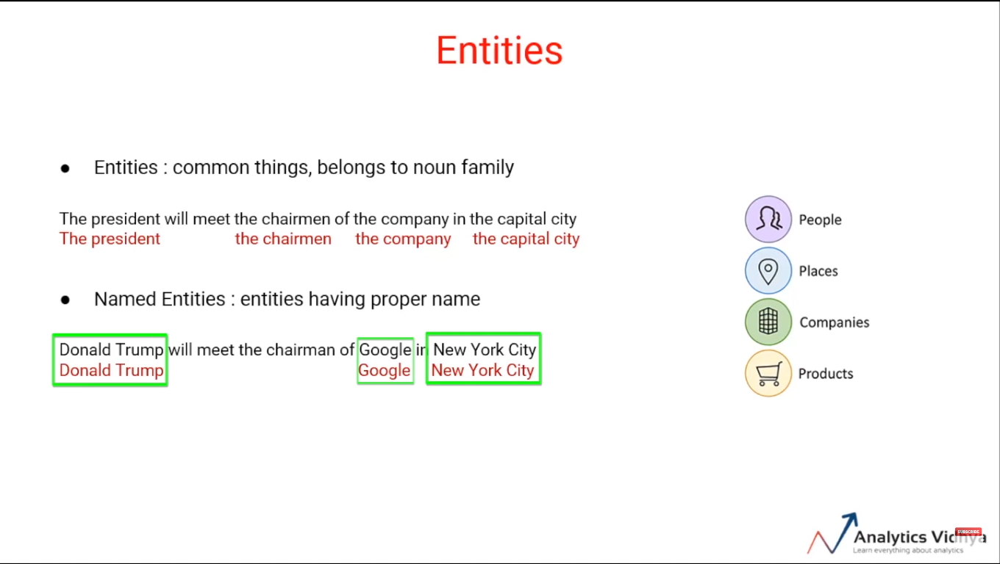 Entities
● Entities : common things, belongs to noun family
The president will meet the chairmen of the company in the capital city
The president the chairmen the company the capital city
● Named Entities : entities having proper name
Donald Trump will meet the chairman of Google in New York City
Donald Trump Google New York City
People
Places
Companies
Products
Analytics Vidhya
SUBSCRIBE
Learn everything about analytics